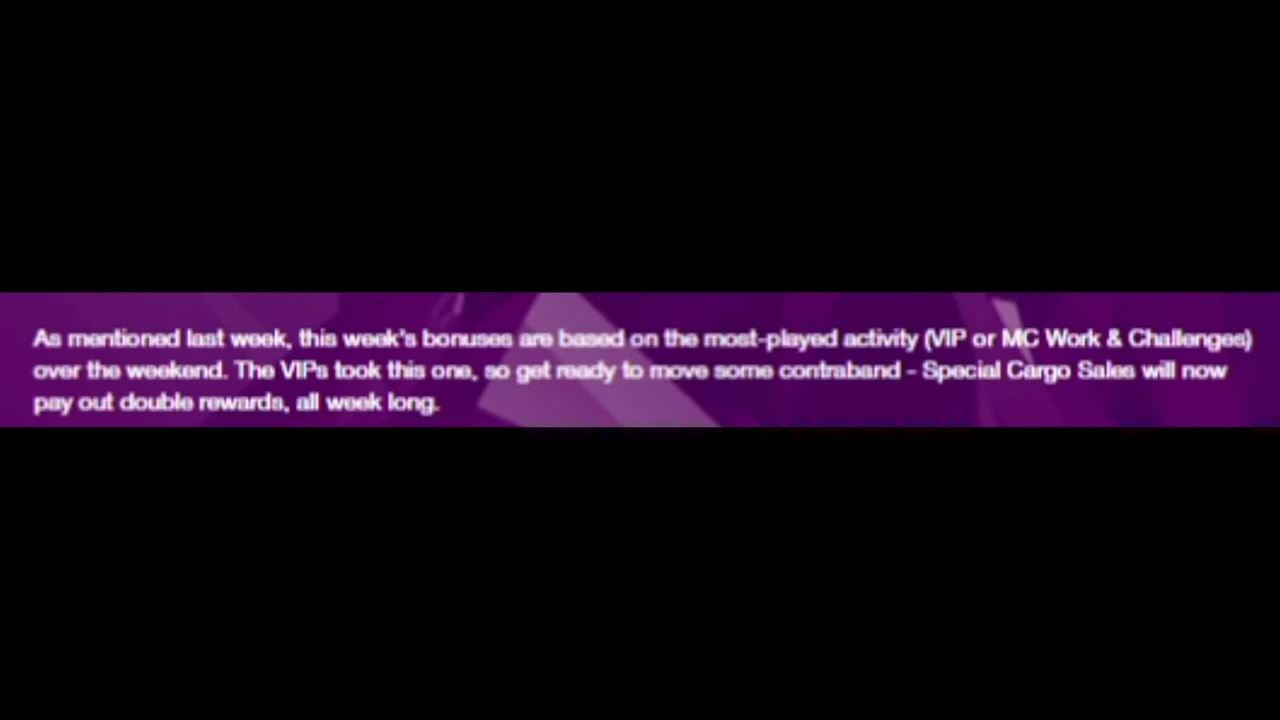 As mentioned last week, this week's bonuses are based on the most-played activity (VIP or MC Work & Challenges)
over the weekend. The VIPs took this one, so get ready to move some contraband - Special Cargo Sales will now
pay out double rewards, all week long.